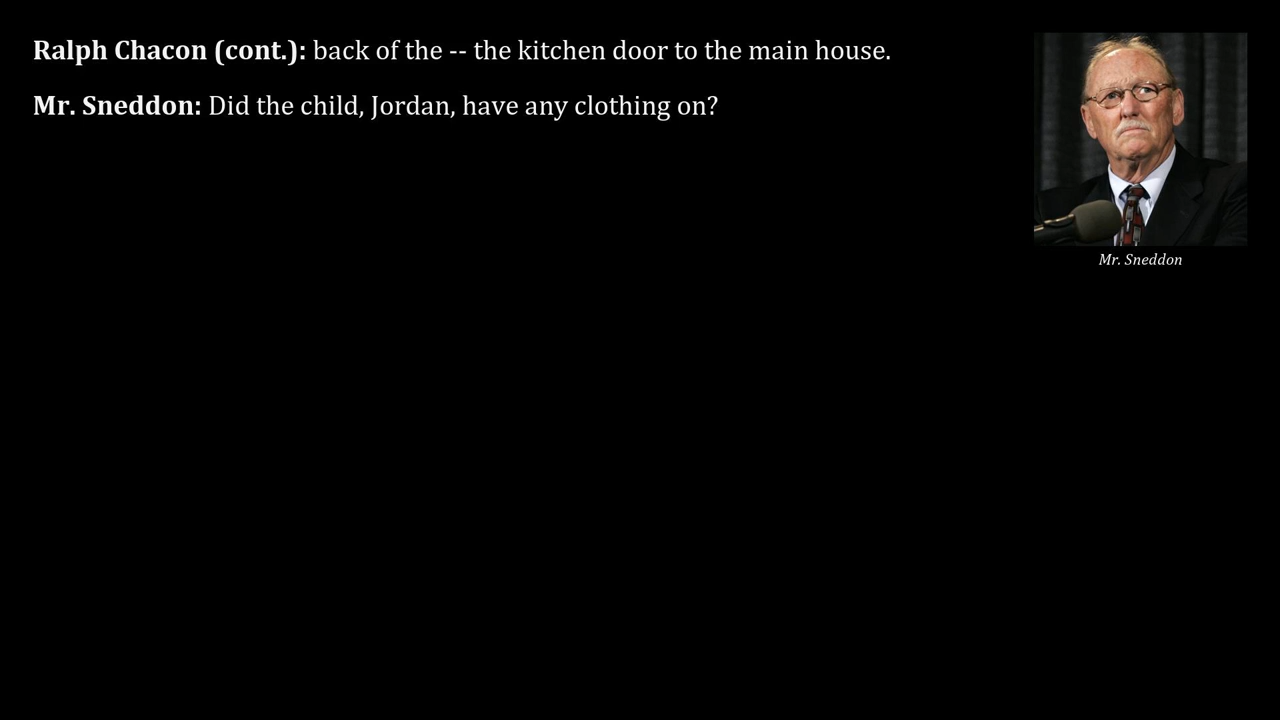 Ralph Chacon (cont.): back of the -- the kitchen door to the main house.
Mr. Sneddon: Did the child, Jordan, have any clothing on?
Mr. Sneddon